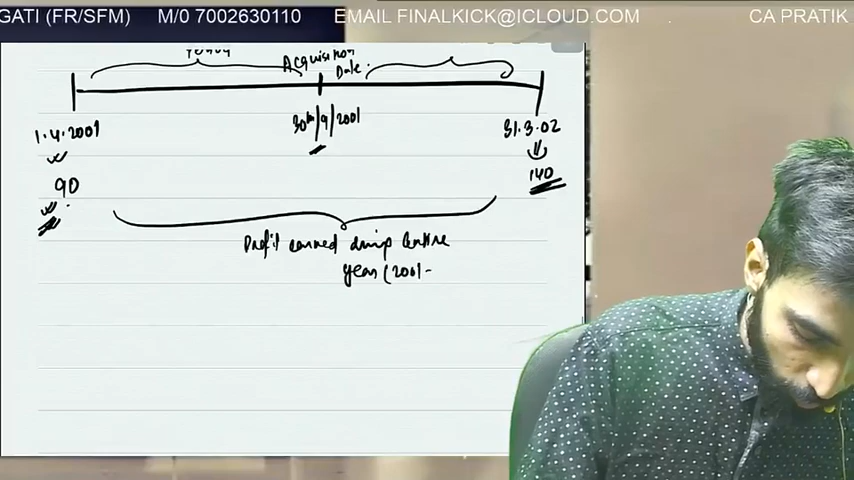 GATI (FR/SFM) M/0 7002630110 EMAIL FINALKICK@ICLOUD.COM CA PRATIK
Acquisition
Date.
1.4.2001
30th/9/2001
31.3.02
90
140
Profit earned during entire
year (2001-